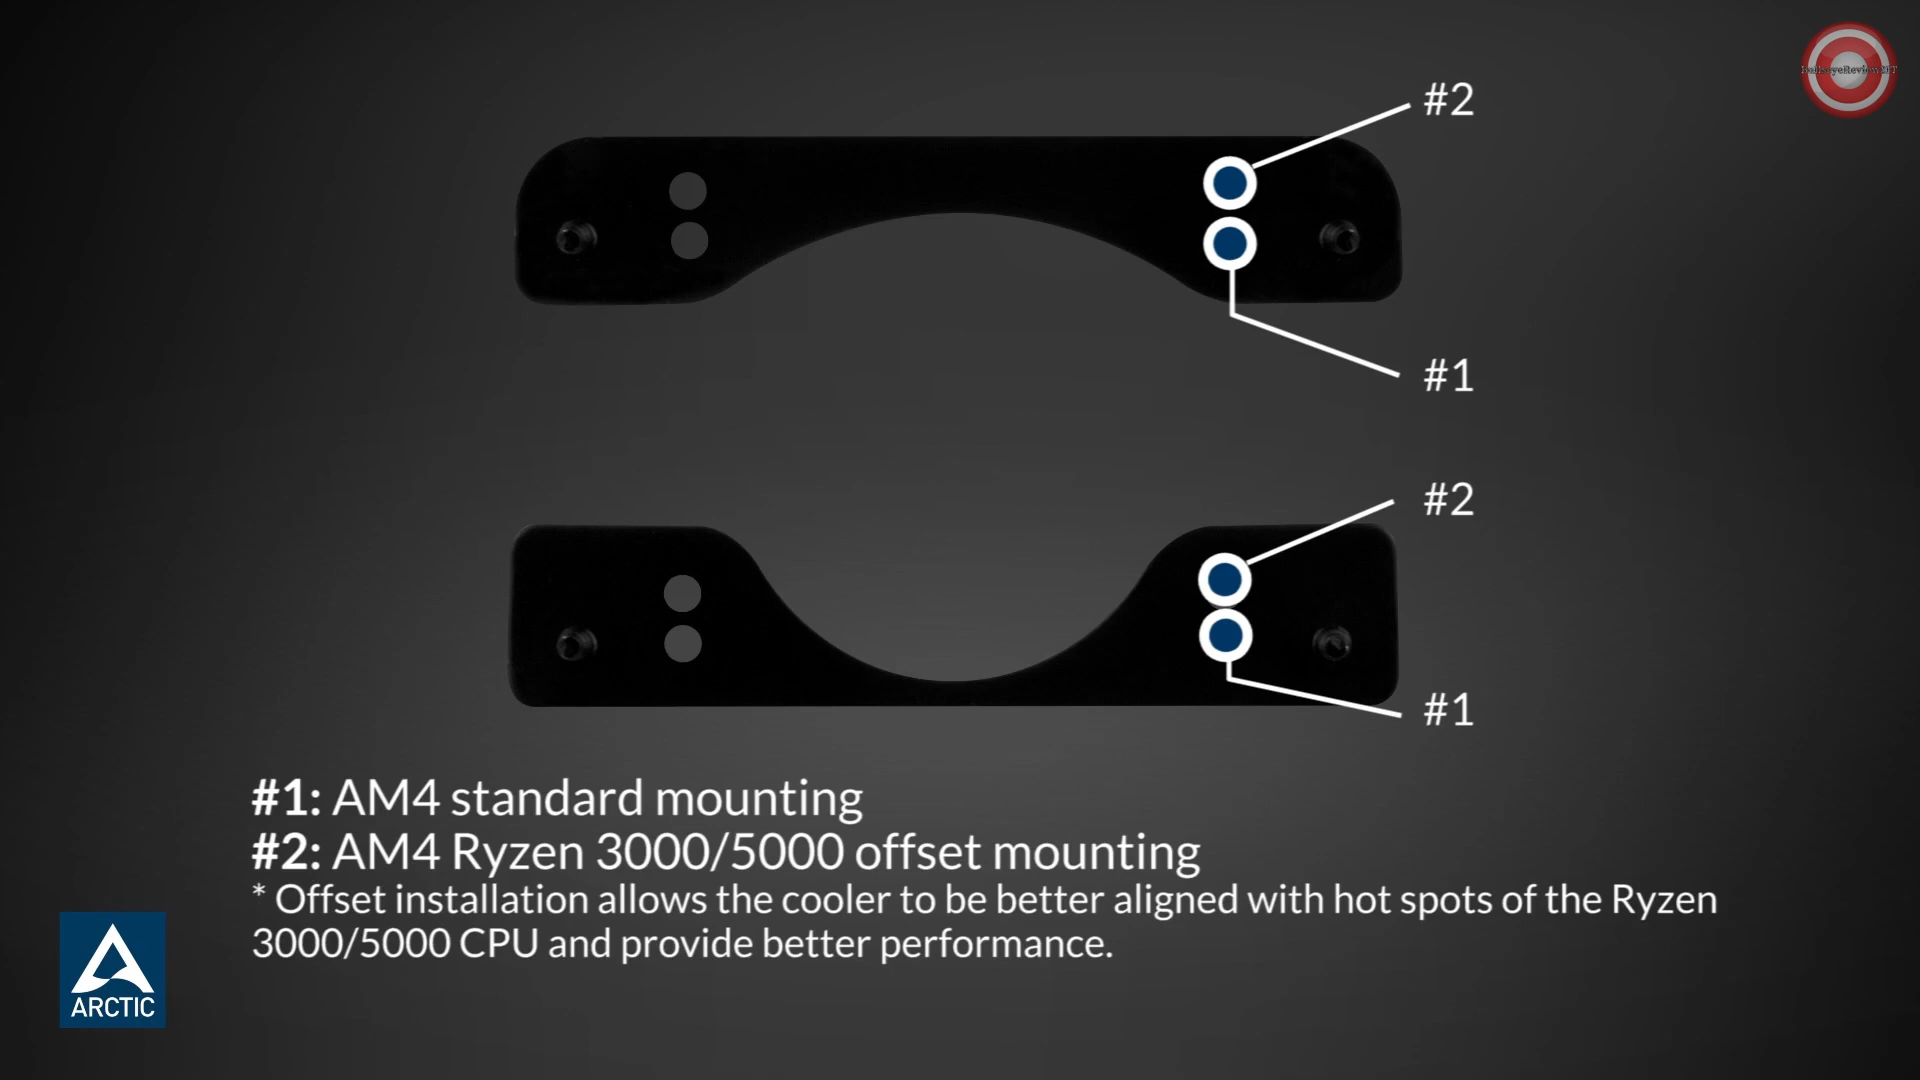 #2
#1
#2
#1
#1: AM4 standard mounting
#2: AM4 Ryzen 3000/5000 offset mounting
* Offset installation allows the cooler to be better aligned with hot spots of the Ryzen
3000/5000 CPU and provide better performance.
ARCTIC